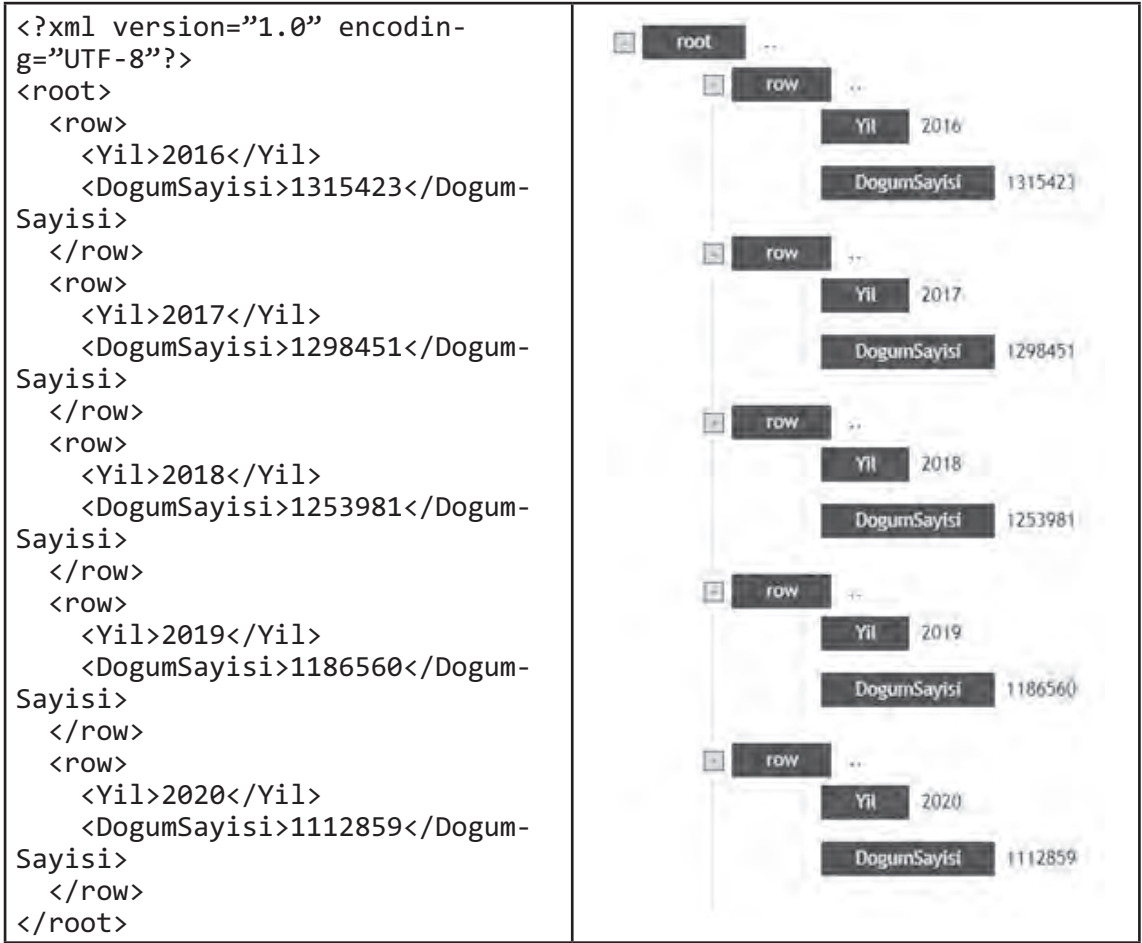 <?xml version=”1.0” encodin-
g=”UTF-8”?>
<root>
  <row>
    <Yil>2016</Yil>
    <DogumSayisi>1315423</Dogum-
Sayisi>
  </row>
  <row>
    <Yil>2017</Yil>
    <DogumSayisi>1298451</Dogum-
Sayisi>
  </row>
  <row>
    <Yil>2018</Yil>
    <DogumSayisi>1253981</Dogum-
Sayisi>
  </row>
  <row>
    <Yil>2019</Yil>
    <DogumSayisi>1186560</Dogum-
Sayisi>
  </row>
  <row>
    <Yil>2020</Yil>
    <DogumSayisi>1112859</Dogum-
Sayisi>
  </row>
</root>
root ..
row ..
Yil 2016
DogumSayisi 1315423
row ..
Yil 2017
DogumSayisi 1298451
row ..
Yil 2018
DogumSayisi 1253981
row ..
Yil 2019
DogumSayisi 1186560
row ..
Yil 2020
DogumSayisi 1112859